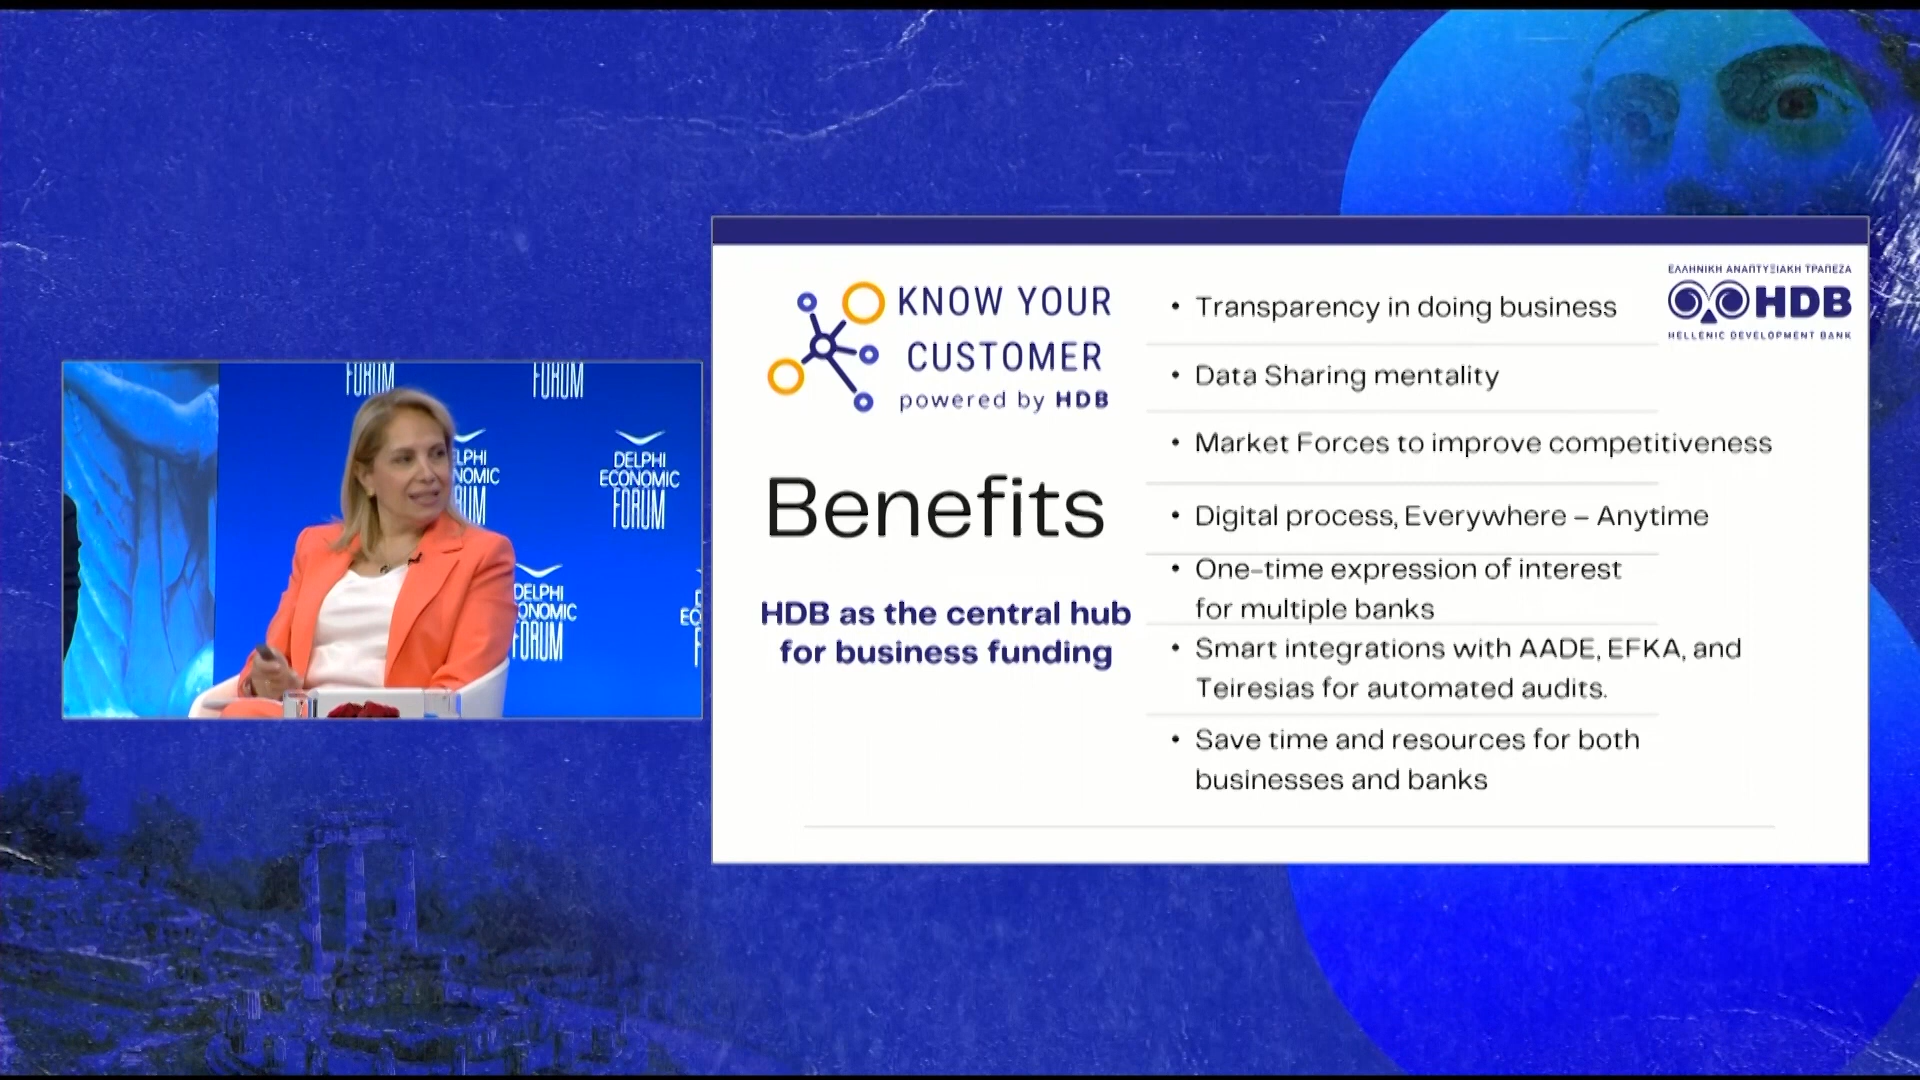 FORUM
FORUM
LPHI
NOMIC
RUM
DELPHI
ECONOMIC
FORUM
DELPHI
ONOMIC
FORUM
KNOW YOUR
CUSTOMER
powered by HDB
Benefits
HDB as the central hub
for business funding
• Transparency in doing business
• Data Sharing mentality
• Market Forces to improve competitiveness
• Digital process, Everywhere – Anytime
• One-time expression of interest
for multiple banks
• Smart integrations with AADE, EFKA, and
Teiresias for automated audits.
• Save time and resources for both
businesses and banks
ΕΛΛΗΝΙΚΗ ΑΝΑΠΤΥΞΙΑΚΗ ΤΡΑΠΕΖΑ
HDB
HELLENIC DEVELOPMENT BANK